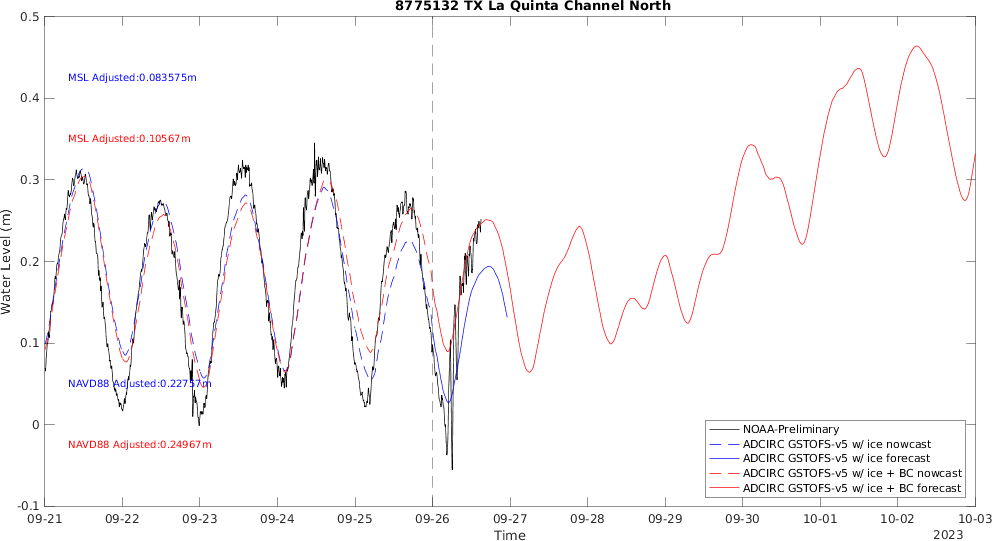 8775132 TX La Quinta Channel North
0.5
MSL Adjusted:0.083575m
0.4
MSL Adjusted:0.10567m
0.3
Water Level (m)
0.2
0.1
NAVD88 Adjusted:0.22757m
0
NAVD88 Adjusted:0.24967m
-0.1
NOAA-Preliminary
ADCIRC GSTOFS-v5 w/ ice nowcast
ADCIRC GSTOFS-v5 w/ ice forecast
ADCIRC GSTOFS-v5 w/ ice + BC nowcast
ADCIRC GSTOFS-v5 w/ ice + BC forecast
09-21 09-22 09-23 09-24 09-25 09-26 09-27 09-28 09-29 09-30 10-01 10-02 10-03
Time
2023